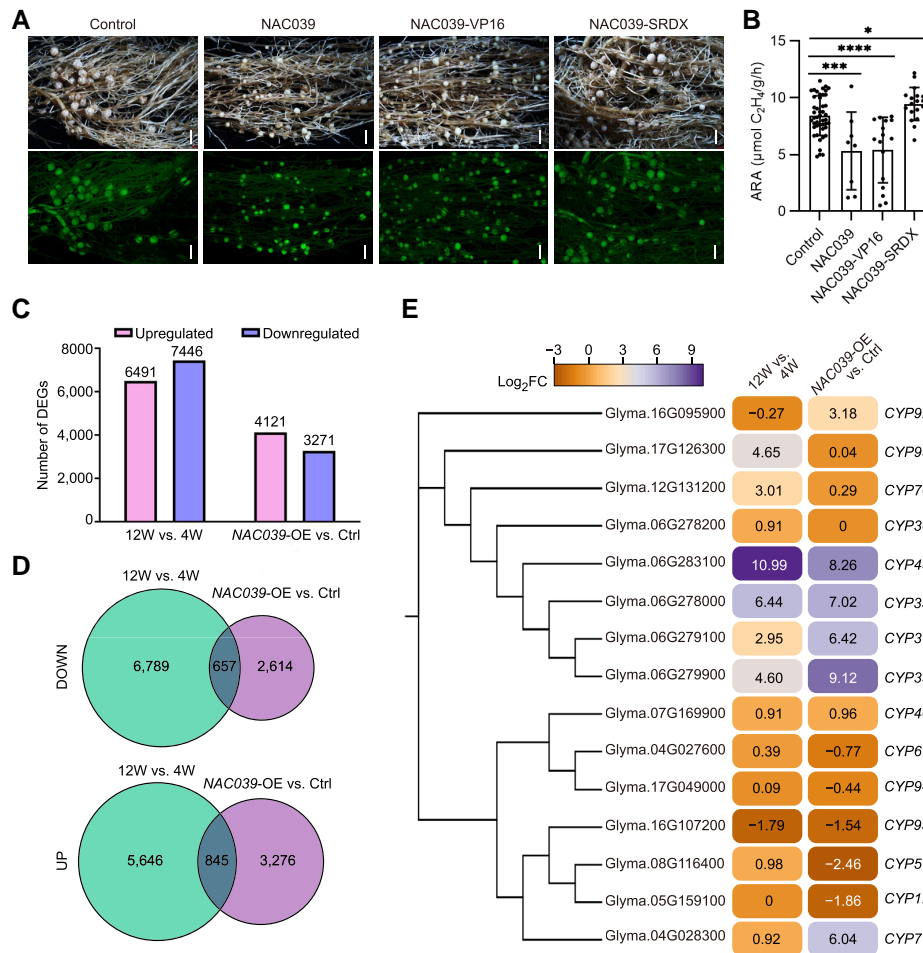 A
Control
NAC039
NAC039-VP16
NAC039-SRDX
B
*
****
***
15
10
5
0
ARA (μmol C2H4/g/h)
Control
NAC039
NAC039-VP16
NAC039-SRDX
C
Upregulated
Downregulated
Number of DEGs
8000
6,000
4,000
2,000
0
6491
7446
4121
3271
12W vs. 4W
NAC039-OE vs. Ctrl
D
12W vs. 4W
NAC039-OE vs. Ctrl
DOWN
6,789
657
2,614
12W vs. 4W
NAC039-OE vs. Ctrl
UP
5,646
845
3,276
E
−3 0 3 6 9
Log2FC
12W vs. 4W
NAC039-OE vs. Ctrl
Glyma.16G095900 −0.27 3.18
Glyma.17G126300 4.65 0.04
Glyma.12G131200 3.01 0.29
Glyma.06G278200 0.91 0
Glyma.06G283100 10.99 8.26
Glyma.06G278000 6.44 7.02
Glyma.06G279100 2.95 6.42
Glyma.06G279900 4.60 9.12
Glyma.07G169900 0.91 0.96
Glyma.04G027600 0.39 −0.77
Glyma.17G049000 0.09 −0.44
Glyma.16G107200 −1.79 −1.54
Glyma.08G116400 0.98 −2.46
Glyma.05G159100 0 −1.86
Glyma.04G028300 0.92 6.04